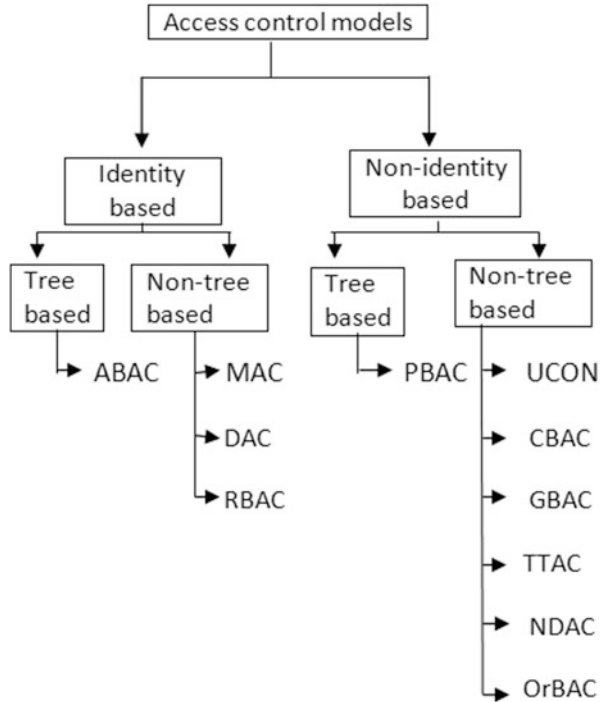 Access control models
Identity
based
Non-identity
based
Tree
based
Non-tree
based
Tree
based
Non-tree
based
ABAC
MAC
DAC
RBAC
PBAC
UCON
CBAC
GBAC
TTAC
NDAC
OrBAC